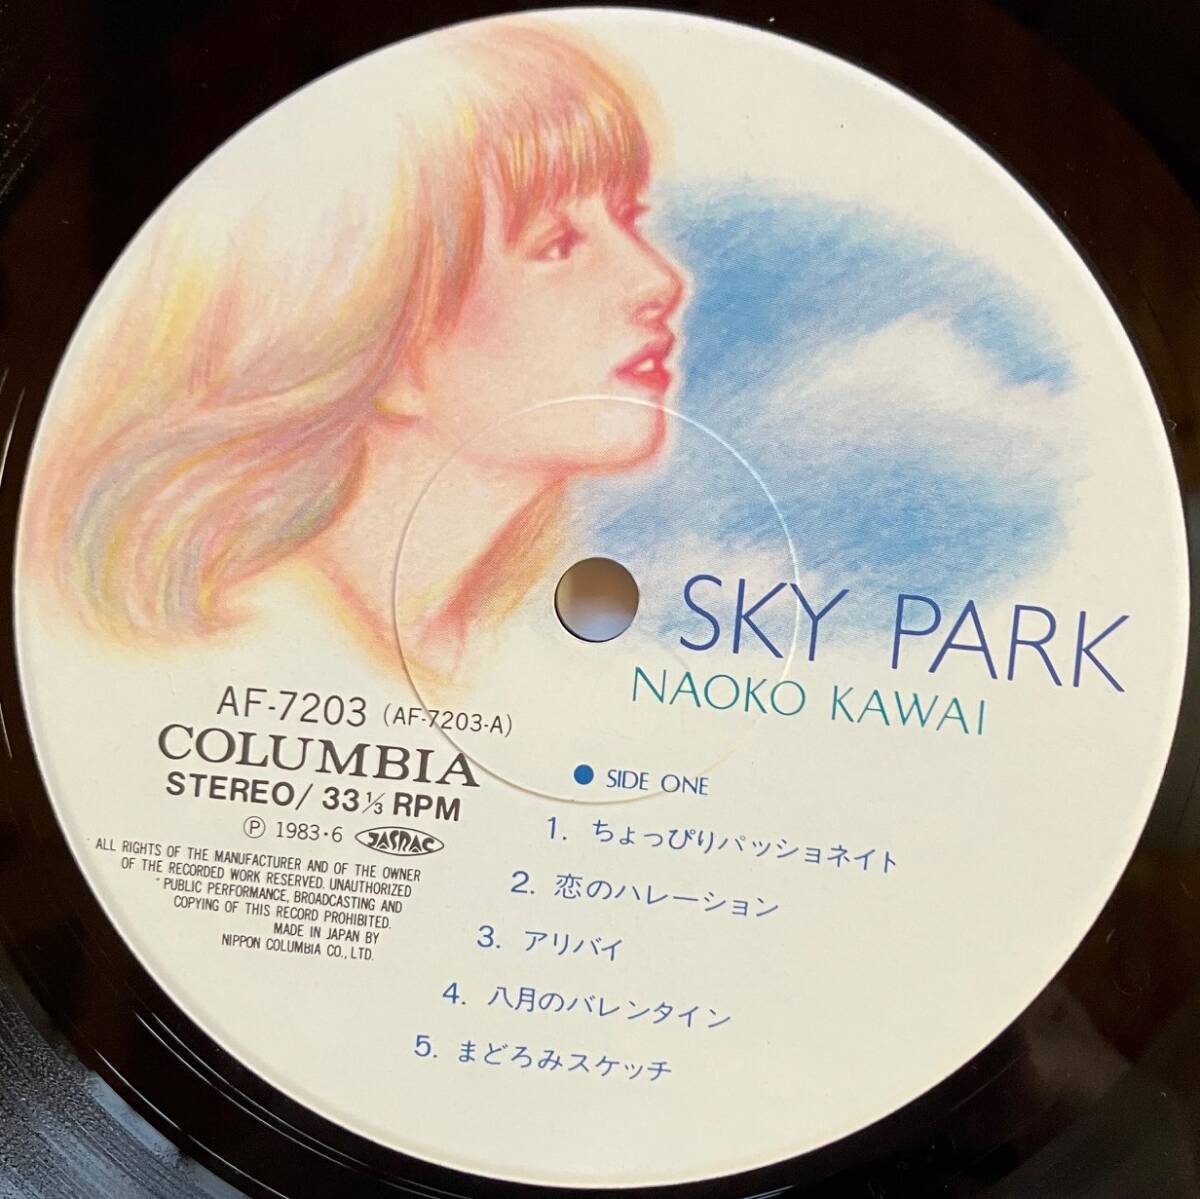 SKY PARK
NAOKO KAWAI
AF-7203 (AF-7203-A)
COLUMBIA
STEREO/ 33⅓ RPM
Ⓟ 1983・6 JASRAC
ALL RIGHTS OF THE MANUFACTURER AND OF THE OWNER
OF THE RECORDED WORK RESERVED. UNAUTHORIZED
PUBLIC PERFORMANCE, BROADCASTING AND
COPYING OF THIS RECORD PROHIBITED.
MADE IN JAPAN BY
NIPPON COLUMBIA CO., LTD.
● SIDE ONE
1. ちょっぴりパッショネイト
2. 恋のハレーション
3. アリバイ
4. 八月のバレンタイン
5. まどろみスケッチ